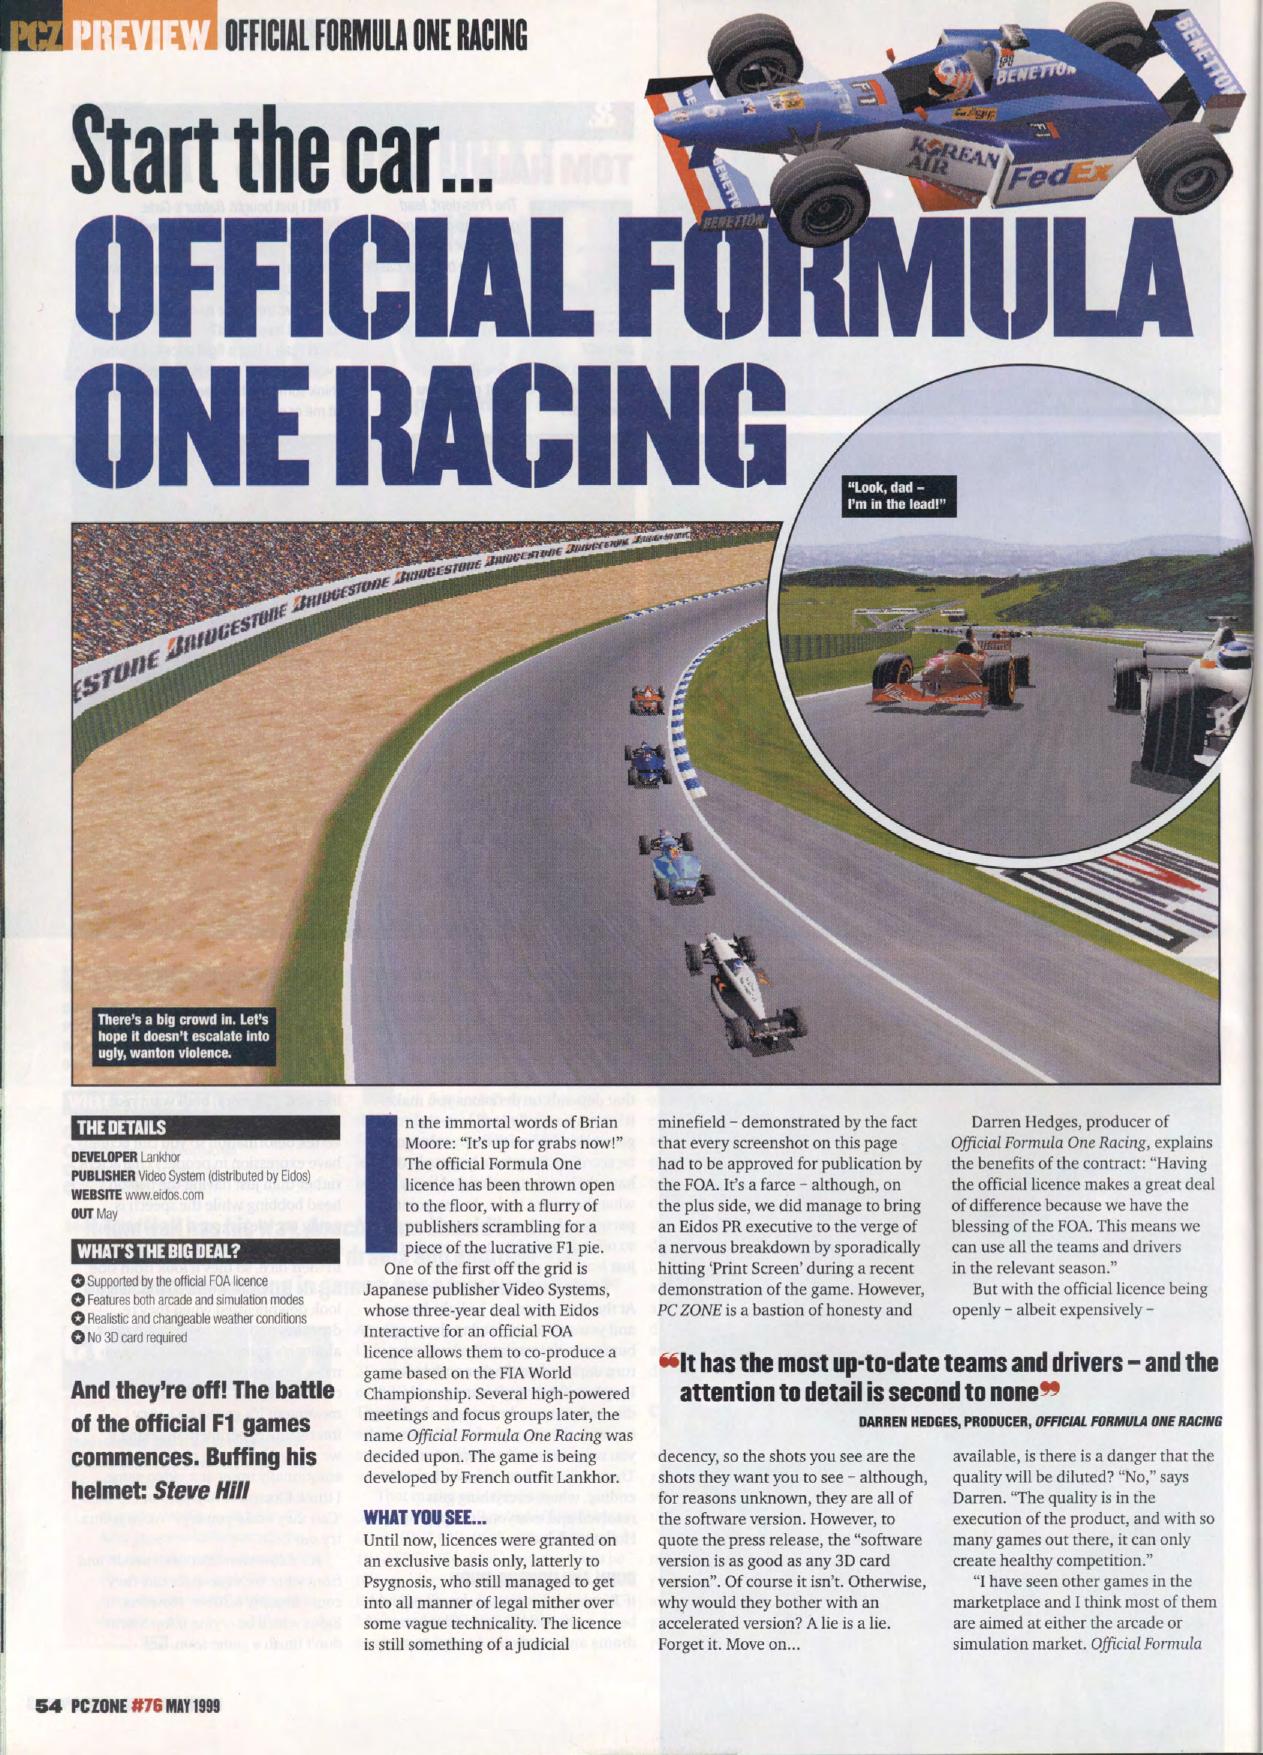 PCZ PREVIEW OFFICIAL FORMULA ONE RACING
Start the car...
OFFICIAL FORMULA
ONE RACING
BENETTON
BENETTON
KOREAN
AIR
FedEx
BENETTON
BENETTON
"Look, dad –
I'm in the lead!"
ESTONE BRIDGESTONE BRIDGESTONE BRIDGESTONE BRIDGESTONE BRIDGESTONE BRIDGESTONE
8
There's a big crowd in. Let's
hope it doesn't escalate into
ugly, wanton violence.
THE DETAILS
DEVELOPER Lankhor
PUBLISHER Video System (distributed by Eidos)
WEBSITE www.eidos.com
OUT May
WHAT'S THE BIG DEAL?
Supported by the official FOA licence
Features both arcade and simulation modes
Realistic and changeable weather conditions
No 3D card required
And they're off! The battle
of the official F1 games
commences. Buffing his
helmet: Steve Hill
In the immortal words of Brian
Moore: "It's up for grabs now!"
The official Formula One
licence has been thrown open
to the floor, with a flurry of
publishers scrambling for a
piece of the lucrative F1 pie.
One of the first off the grid is
Japanese publisher Video Systems,
whose three-year deal with Eidos
Interactive for an official FOA
licence allows them to co-produce a
game based on the FIA World
Championship. Several high-powered
meetings and focus groups later, the
name Official Formula One Racing was
decided upon. The game is being
developed by French outfit Lankhor.
WHAT YOU SEE...
Until now, licences were granted on
an exclusive basis only, latterly to
Psygnosis, who still managed to get
into all manner of legal mither over
some vague technicality. The licence
is still something of a judicial
minefield – demonstrated by the fact
that every screenshot on this page
had to be approved for publication by
the FOA. It's a farce – although, on
the plus side, we did manage to bring
an Eidos PR executive to the verge of
a nervous breakdown by sporadically
hitting 'Print Screen' during a recent
demonstration of the game. However,
PC ZONE is a bastion of honesty and
decency, so the shots you see are the
shots they want you to see – although,
for reasons unknown, they are all of
the software version. However, to
quote the press release, the "software
version is as good as any 3D card
version". Of course it isn't. Otherwise,
why would they bother with an
accelerated version? A lie is a lie.
Forget it. Move on...
Darren Hedges, producer of
Official Formula One Racing, explains
the benefits of the contract: "Having
the official licence makes a great deal
of difference because we have the
blessing of the FOA. This means we
can use all the teams and drivers
in the relevant season."
But with the official licence being
openly – albeit expensively –
"It has the most up-to-date teams and drivers – and the
attention to detail is second to none"
DARREN HEDGES, PRODUCER, OFFICIAL FORMULA ONE RACING
available, is there a danger that the
quality will be diluted? "No," says
Darren. "The quality is in the
execution of the product, and with so
many games out there, it can only
create healthy competition."
"I have seen other games in the
marketplace and I think most of them
are aimed at either the arcade or
simulation market. Official Formula
54 PC ZONE #76 MAY 1999